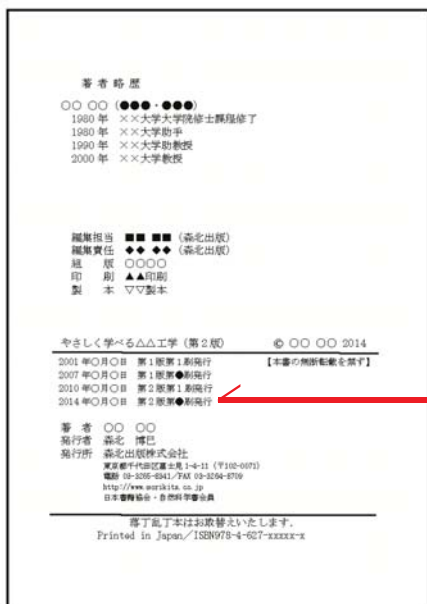 著 者 略 歴
○○ ○○ (●●●・●●●)
1980 年 ××大学大学院修士課程修了
1980 年 ××大学助手
1990 年 ××大学助教授
2000 年 ××大学教授
編集担当 ■■ ■■ (森北出版)
編集責任 ◆◆ ◆◆ (森北出版)
組 版 ○○○○
印 刷 ▲▲印刷
製 本 ▽▽製本
やさしく学べる△△工学 (第2版) © ○○ ○○ 2014
2001 年○月○日 第1版第1刷発行 【本書の無断転載を禁ず】
2007 年○月○日 第1版第●刷発行
2010 年○月○日 第2版第1刷発行
2014 年○月○日 第2版第●刷発行
著 者 ○○ ○○
発行者 森北 博巳
発行所 森北出版株式会社
東京都千代田区富士見 1-4-11 (〒102-0071)
電話 03-3265-8341/FAX 03-3264-8709
http://www.morikita.co.jp
日本書籍協会・自然科学書会員
落丁乱丁本はお取替えいたします.
Printed in Japan/ISBN978-4-627-xxxxx-x